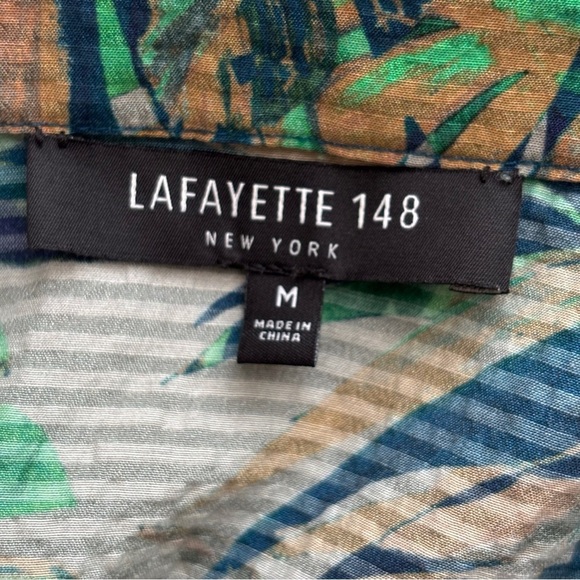 LAFAYETTE 148
NEW YORK
M
MADE IN
CHINA